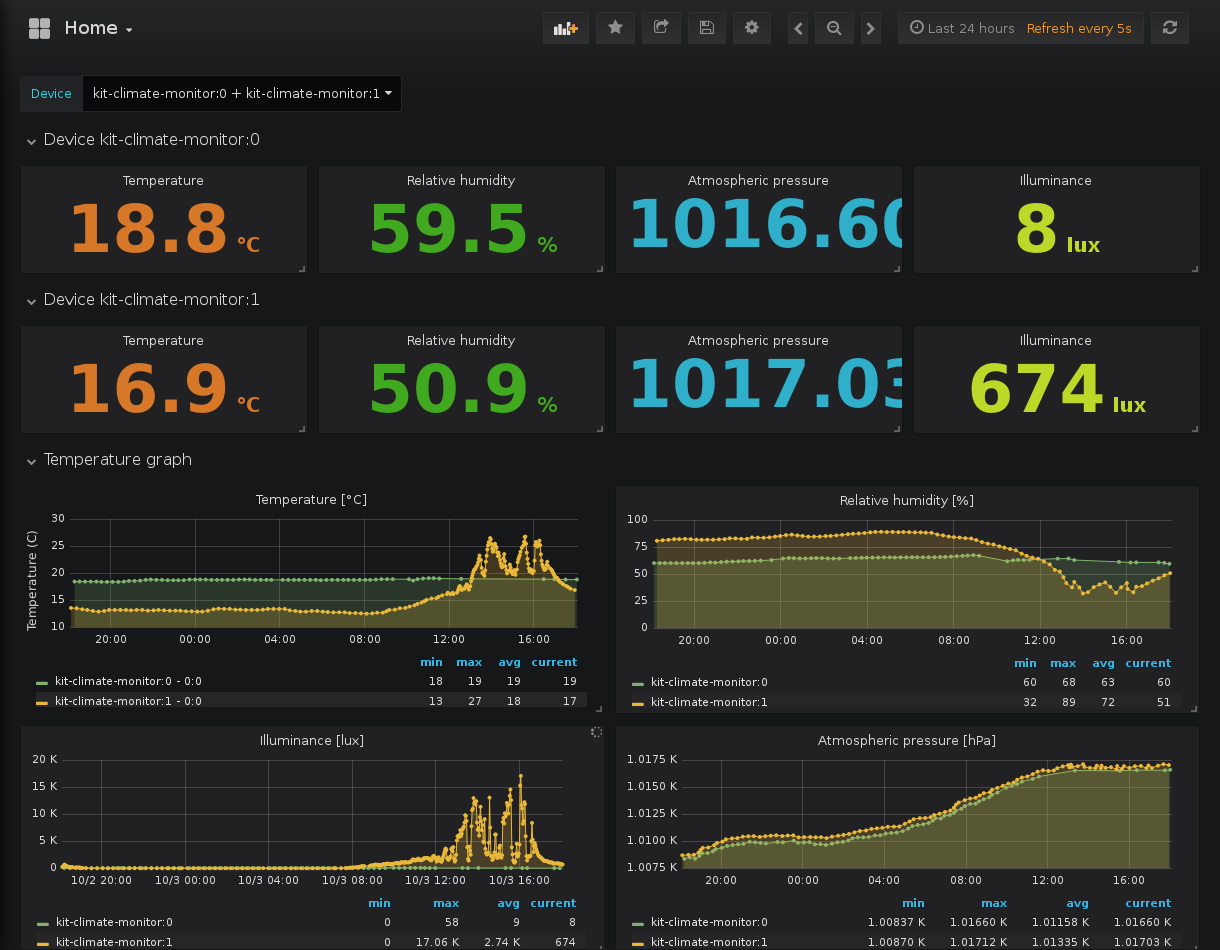 Home
Last 24 hours Refresh every 5s
Device kit-climate-monitor:0 + kit-climate-monitor:1
Device kit-climate-monitor:0
Temperature Relative humidity Atmospheric pressure Illuminance
18.8 °C 59.5 % 1016.60 8 lux
Device kit-climate-monitor:1
Temperature Relative humidity Atmospheric pressure Illuminance
16.9 °C 50.9 % 1017.03 674 lux
Temperature graph
Temperature [°C]
Temperature (C)
30
25
20
15
10
20:00 00:00 04:00 08:00 12:00 16:00
min max avg current
kit-climate-monitor:0 - 0:0 18 19 19 19
kit-climate-monitor:1 - 0:0 13 27 18 17
Relative humidity [%]
100
75
50
25
0
20:00 00:00 04:00 08:00 12:00 16:00
min max avg current
kit-climate-monitor:0 60 68 63 60
kit-climate-monitor:1 32 89 72 51
Illuminance [lux]
20 K
15 K
10 K
5 K
0
10/2 20:00 10/3 00:00 10/3 04:00 10/3 08:00 10/3 12:00 10/3 16:00
min max avg current
kit-climate-monitor:0 0 58 9 8
kit-climate-monitor:1 0 17.06 K 2.74 K 674
Atmospheric pressure [hPa]
1.0175 K
1.0150 K
1.0125 K
1.0100 K
1.0075 K
20:00 00:00 04:00 08:00 12:00 16:00
min max avg current
kit-climate-monitor:0 1.00837 K 1.01660 K 1.01158 K 1.01660 K
kit-climate-monitor:1 1.00870 K 1.01712 K 1.01335 K 1.01703 K